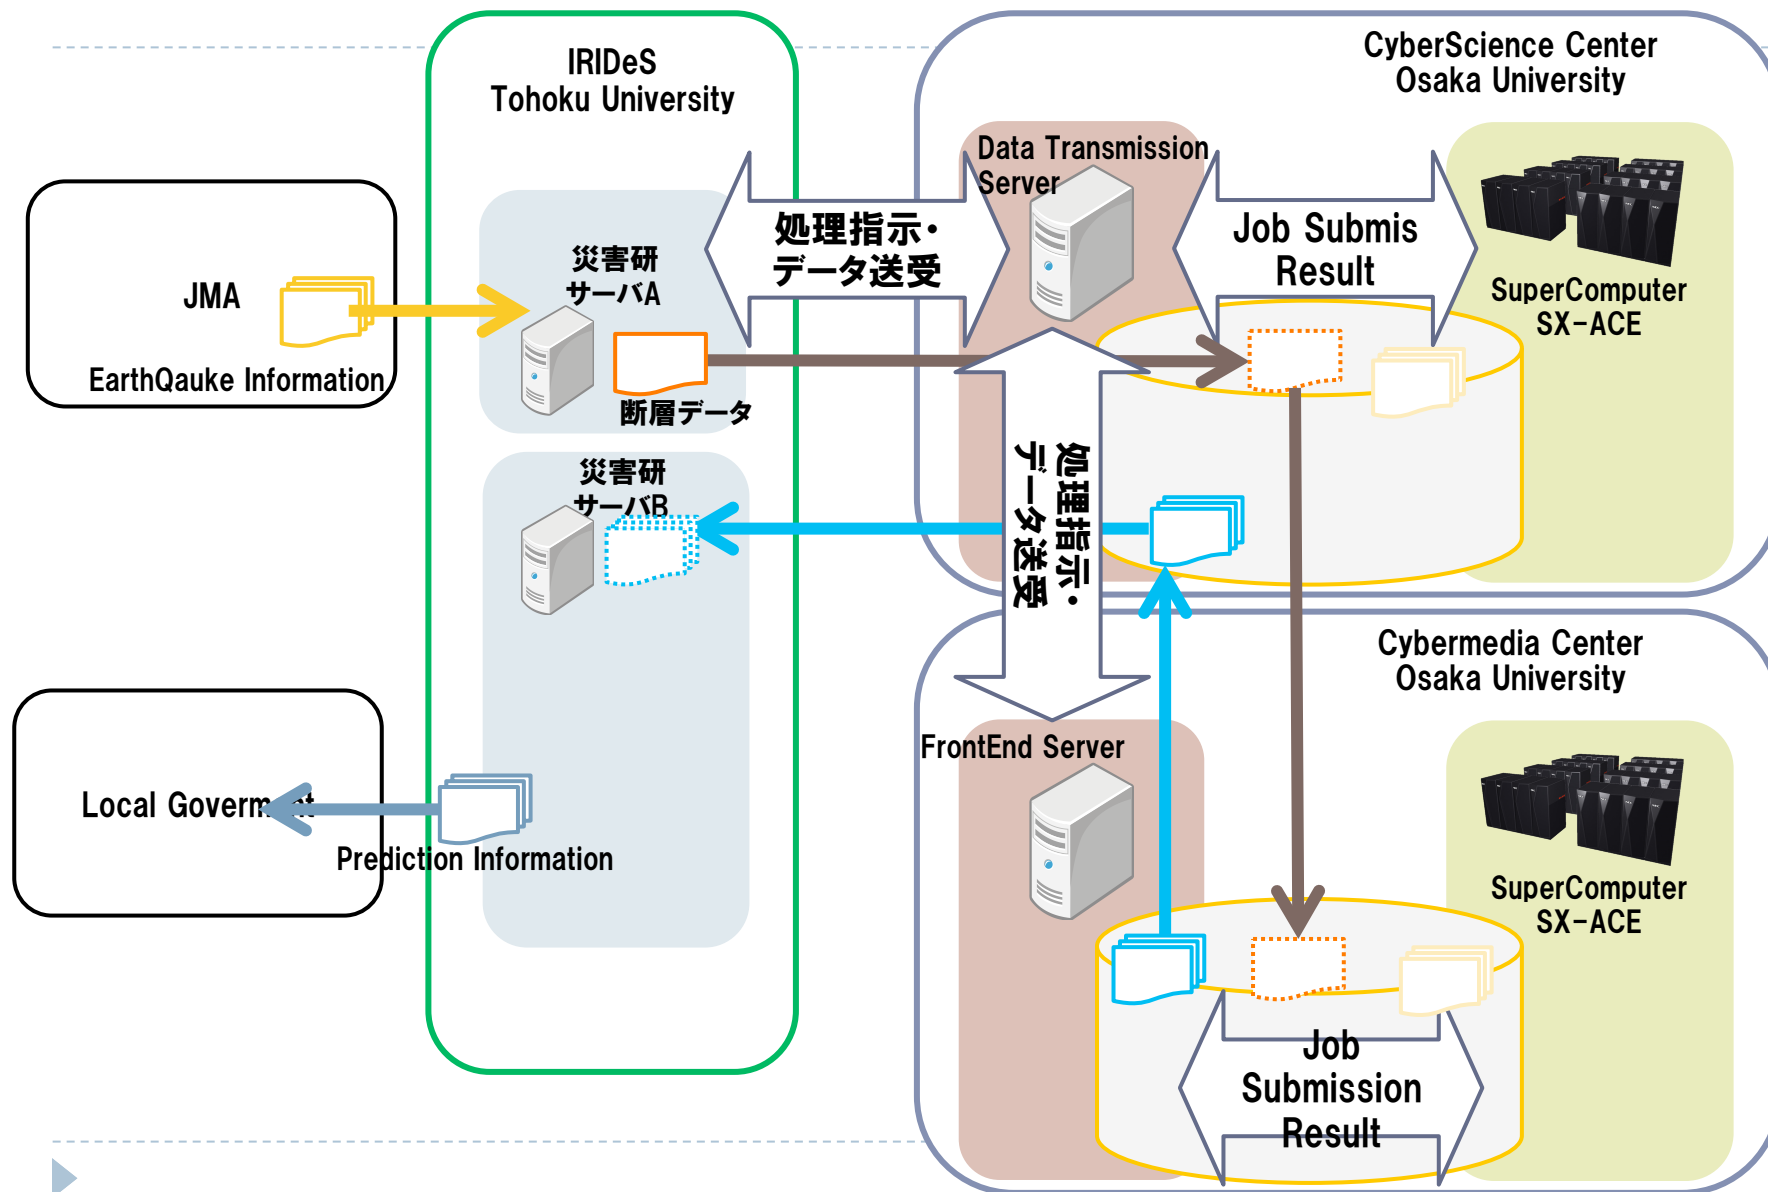 IRIDeS
Tohoku University
CyberScience Center
Osaka University
Data Transmission
Server
処理指示・
データ送受
Job Submis
Result
SuperComputer
SX-ACE
災害研
サーバA
断層データ
JMA
EarthQauke Information
災害研
サーバB
処理指示・
データ送受
Cybermedia Center
Osaka University
FrontEnd Server
SuperComputer
SX-ACE
Local Goverment
Prediction Information
Job
Submission
Result